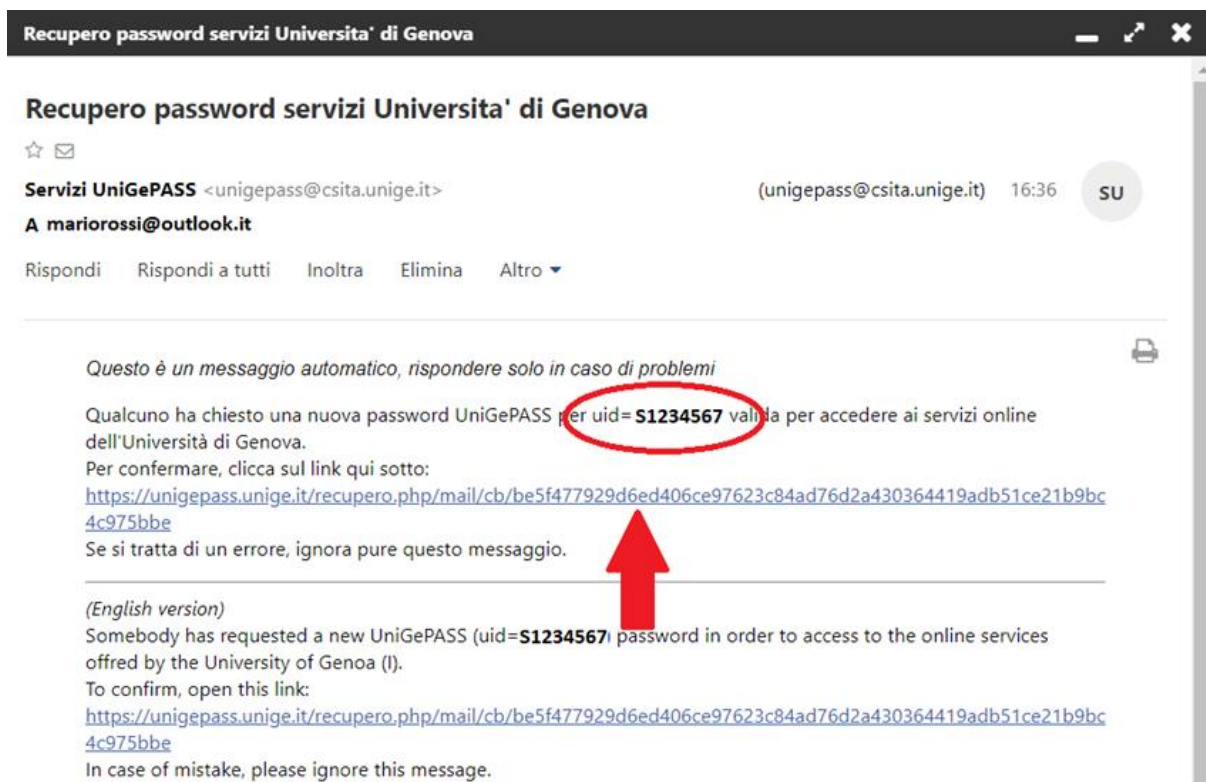 Recupero password servizi Universita' di Genova
Recupero password servizi Universita' di Genova
Servizi UniGePASS <unigepass@csita.unige.it> (unigepass@csita.unige.it) 16:36 SU
A mariorossi@outlook.it
Rispondi Rispondi a tutti Inoltra Elimina Altro
Questo è un messaggio automatico, rispondere solo in caso di problemi
Qualcuno ha chiesto una nuova password UniGePASS per uid= S1234567 valida per accedere ai servizi online
dell'Università di Genova.
Per confermare, clicca sul link qui sotto:
https://unigepass.unige.it/recupero.php/mail/cb/be5f477929d6ed406ce97623c84ad76d2a430364419adb51ce21b9bc
4c975bbe
Se si tratta di un errore, ignora pure questo messaggio.
(English version)
Somebody has requested a new UniGePASS (uid=S1234567) password in order to access to the online services
offred by the University of Genoa (I).
To confirm, open this link:
https://unigepass.unige.it/recupero.php/mail/cb/be5f477929d6ed406ce97623c84ad76d2a430364419adb51ce21b9bc
4c975bbe
In case of mistake, please ignore this message.